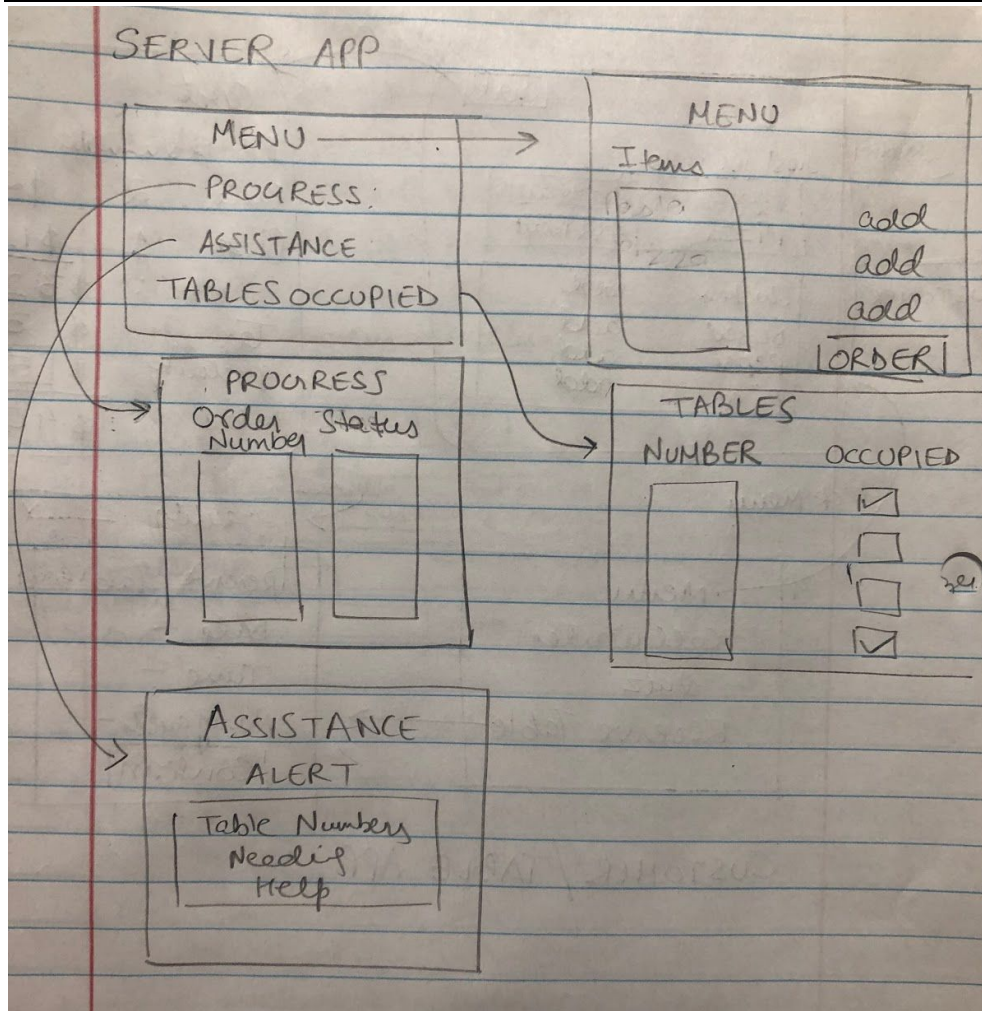 SERVER APP
MENU
PROGRESS:
ASSISTANCE
TABLES OCCUPIED
MENU
Items
add
add
add
ORDER
PROGRESS
Order Status
Number
TABLES
NUMBER OCCUPIED
ASSISTANCE
ALERT
Table Numbers
Needig
Help